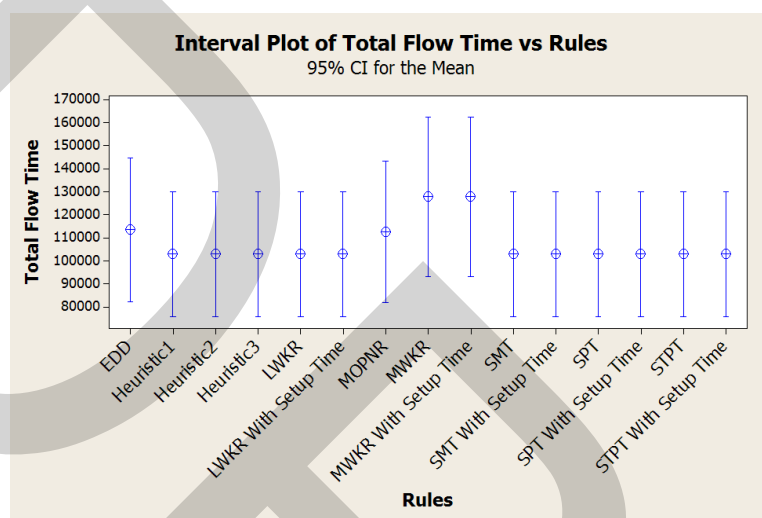 Interval Plot of Total Flow Time vs Rules
95% CI for the Mean
170000
160000
150000
140000
130000
120000
110000
100000
90000
80000
Total Flow Time
EDD
Heuristic1
Heuristic2
Heuristic3
LWKR
LWKR With Setup Time
MOPNR
MWKR
MWKR With Setup Time
SMT
SMT With Setup Time
SPT
SPT With Setup Time
STPT
STPT With Setup Time
Rules